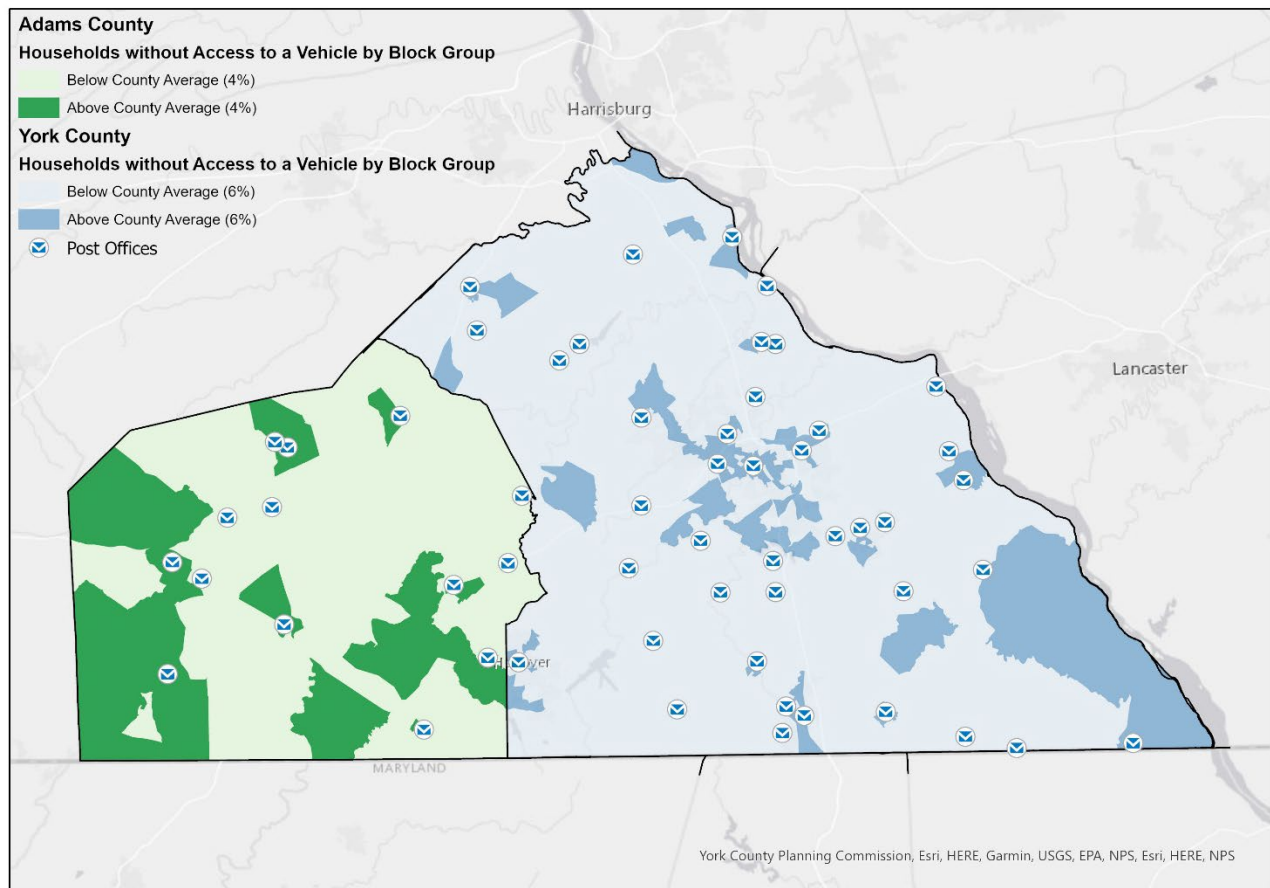 Adams County
Households without Access to a Vehicle by Block Group
Below County Average (4%)
Above County Average (4%)
York County
Households without Access to a Vehicle by Block Group
Below County Average (6%)
Above County Average (6%)
Post Offices
Harrisburg
Lancaster
MARYLAND
York County Planning Commission, Esri, HERE, Garmin, USGS, EPA, NPS, Esri, HERE, NPS